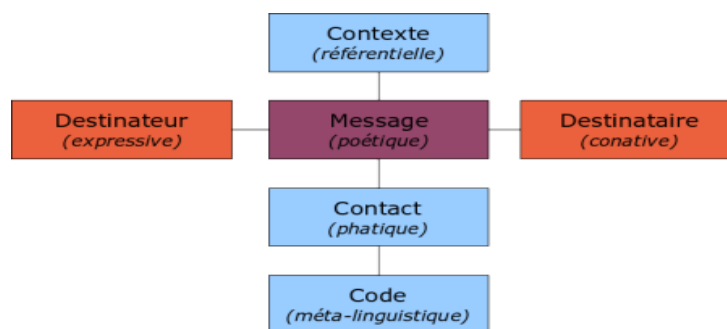 Contexte
(référentielle)
Destinateur
(expressive)
Message
(poétique)
Destinataire
(conative)
Contact
(phatique)
Code
(méta-linguistique)